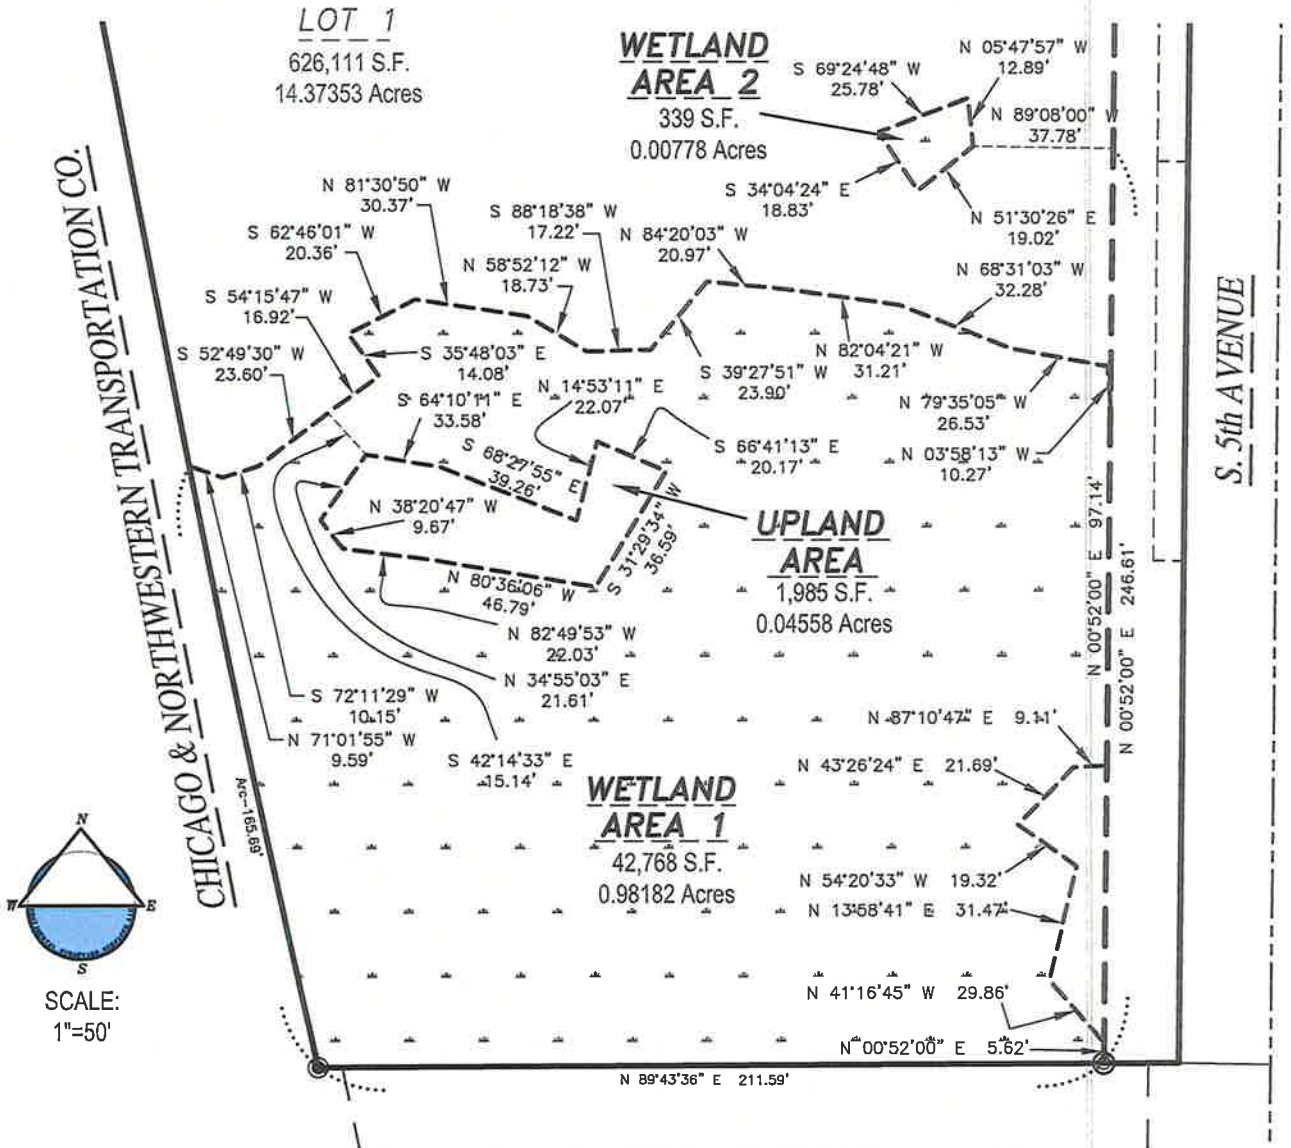 LOT 1
626,111 S.F.
14.37353 Acres
WETLAND
AREA 2
339 S.F.
0.00778 Acres
S 69°24'48" W
25.78'
N 05°47'57" W
12.89'
N 89°08'00" W
37.78'
S 34°04'24" E
18.83'
N 51°30'26" E
19.02'
N 81°30'50" W
30.37'
S 62°46'01" W
20.36'
S 88°18'38" W
17.22'
N 84°20'03" W
20.97'
N 58°52'12" W
18.73'
N 68°31'03" W
32.28'
S 54°15'47" W
16.92'
S 52°49'30" W
23.60'
S 35°48'03" E
14.08'
N 82°04'21" W
31.21'
S 39°27'51" W
23.90'
N 14°53'11" E
22.07'
S 64°10'11" E
33.58'
N 79°35'05" W
26.53'
S 68°27'55" E
39.26'
S 66°41'13" E
20.17'
N 03°58'13" W
10.27'
N 38°20'47" W
9.67'
S 31°29'34" W
36.59'
UPLAND
AREA
1,985 S.F.
0.04558 Acres
N 80°36'06" W
46.79'
N 82°49'53" W
22.03'
N 34°55'03" E
21.61'
S 72°11'29" W
10.15'
N 71°01'55" W
9.59'
S 42°14'33" E
15.14'
N 00°52'00" E 97.14'
N 00°52'00" E 246.61'
S. 5th AVENUE
CHICAGO & NORTHWESTERN TRANSPORTATION CO.
Arc=165.69'
N 87°10'47" E 9.11'
N 43°26'24" E 21.69'
WETLAND
AREA 1
42,768 S.F.
0.98182 Acres
N 54°20'33" W 19.32'
N 13°58'41" E 31.47'
N 41°16'45" W 29.86'
N 00°52'00" E 5.62'
N 89°43'36" E 211.59'
N
W
E
S
SCALE:
1"=50'